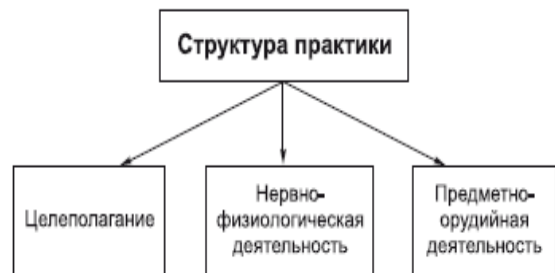 Структура практики
Целеполагание
Нервно-
физиологическая
деятельность
Предметно-
орудийная
деятельность